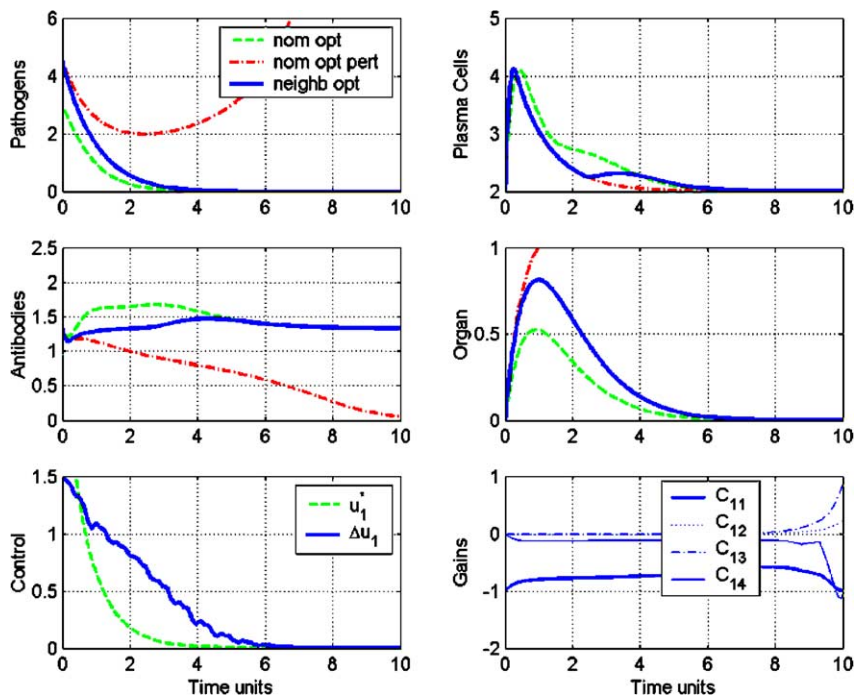 6
4
2
0
Pathogens
nom opt
nom opt pert
neighb opt
0 2 4 6 8 10
5
4
3
2
Plasma Cells
0 2 4 6 8 10
2.5
2
1.5
1
0.5
0
Antibodies
0 2 4 6 8 10
1
0.5
0
Organ
0 2 4 6 8 10
1.5
1
0.5
0
Control
u₁*
Δu₁
0 2 4 6 8 10
Time units
1
0
-1
-2
Gains
C₁₁
C₁₂
C₁₃
C₁₄
0 2 4 6 8 10
Time units